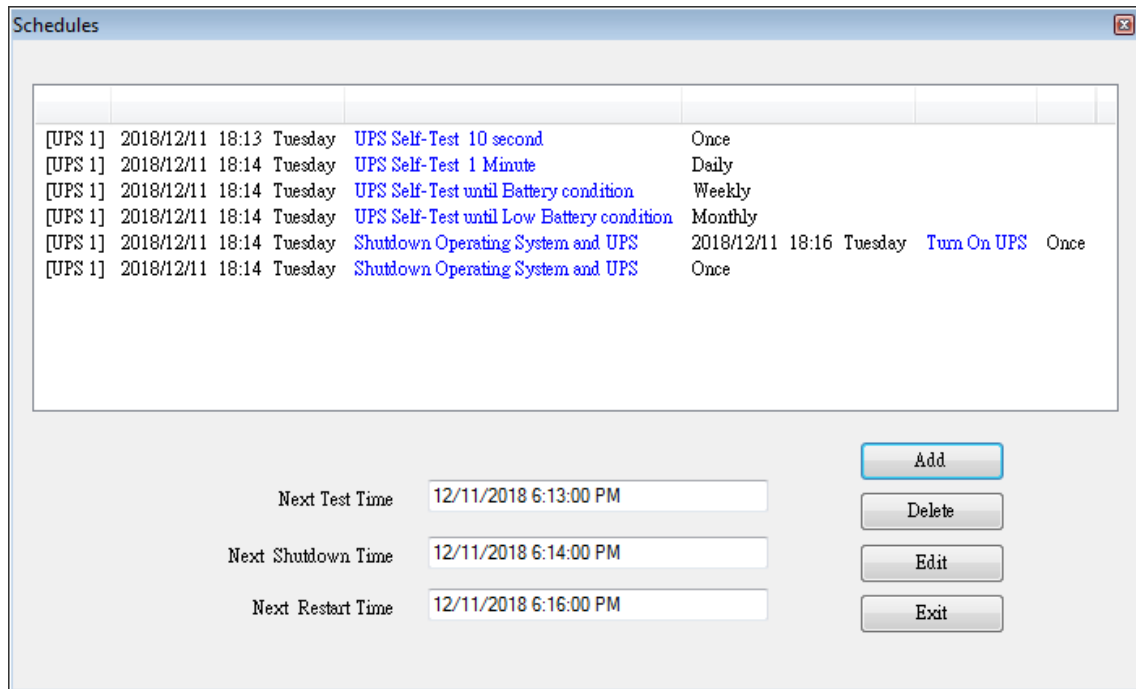 Schedules
[UPS 1] 2018/12/11 18:13 Tuesday UPS Self-Test 10 second Once
[UPS 1] 2018/12/11 18:14 Tuesday UPS Self-Test 1 Minute Daily
[UPS 1] 2018/12/11 18:14 Tuesday UPS Self-Test until Battery condition Weekly
[UPS 1] 2018/12/11 18:14 Tuesday UPS Self-Test until Low Battery condition Monthly
[UPS 1] 2018/12/11 18:14 Tuesday Shutdown Operating System and UPS 2018/12/11 18:16 Tuesday Turn On UPS Once
[UPS 1] 2018/12/11 18:14 Tuesday Shutdown Operating System and UPS Once
Add
Next Test Time 12/11/2018 6:13:00 PM
Delete
Next Shutdown Time 12/11/2018 6:14:00 PM
Edit
Next Restart Time 12/11/2018 6:16:00 PM
Exit